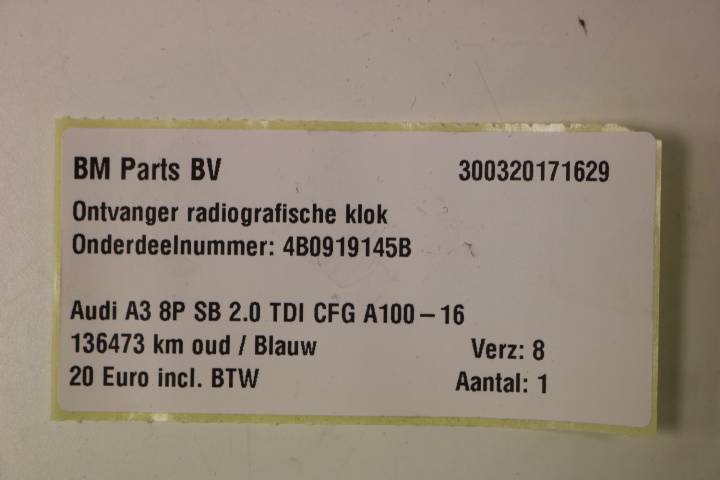 BM Parts BV 300320171629
Ontvanger radiografische klok
Onderdeelnummer: 4B0919145B
Audi A3 8P SB 2.0 TDI CFG A100-16
136473 km oud / Blauw Verz: 8
20 Euro incl. BTW Aantal: 1